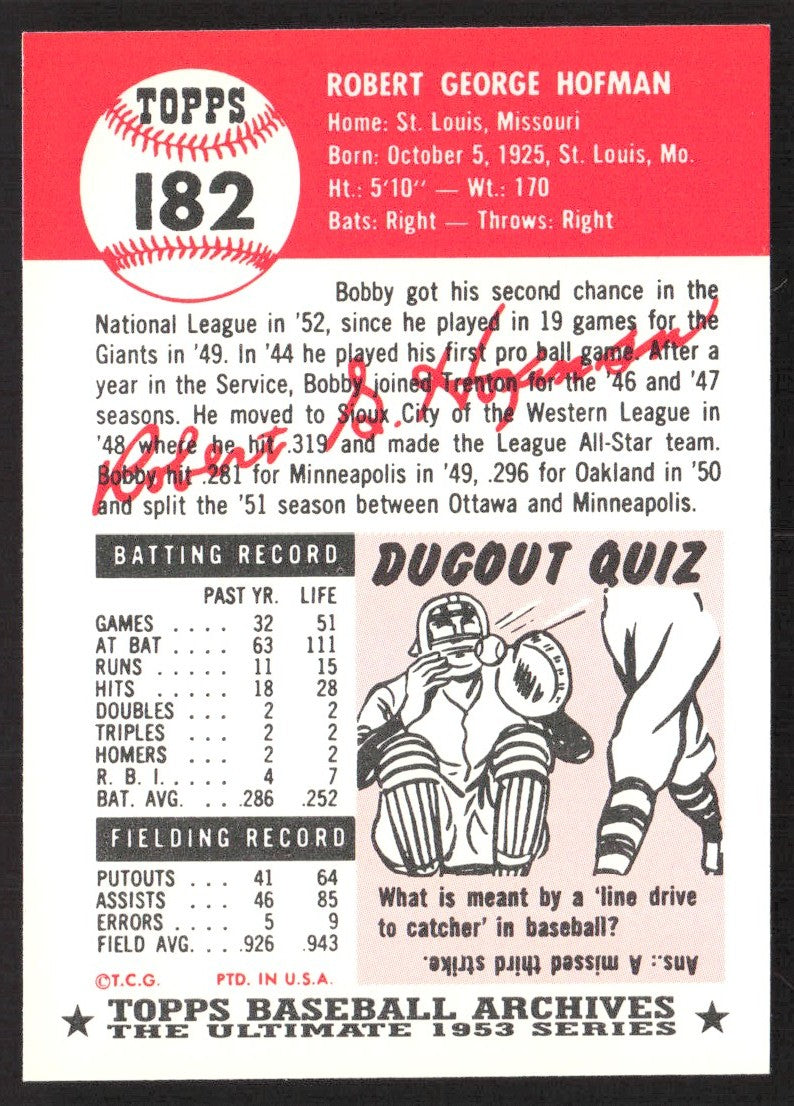 TOPPS
182
ROBERT GEORGE HOFMAN
Home: St. Louis, Missouri
Born: October 5, 1925, St. Louis, Mo.
Ht.: 5'10" — Wt.: 170
Bats: Right — Throws: Right
Bobby got his second chance in the
National League in '52, since he played in 19 games for the
Giants in '49. In '44 he played his first pro ball game. After a
year in the Service, Bobby joined Trenton for the '46 and '47
seasons. He moved to Sioux City of the Western League in
'48 where he hit .319 and made the League All-Star team.
Bobby hit .281 for Minneapolis in '49, .296 for Oakland in '50
and split the '51 season between Ottawa and Minneapolis.
Robert G. Hofman
BATTING RECORD
PAST YR. LIFE
GAMES .... 32 51
AT BAT .... 63 111
RUNS ..... 11 15
HITS ..... 18 28
DOUBLES ... 2 2
TRIPLES ... 2 2
HOMERS ... 2 2
R. B. I. .... 4 7
BAT. AVG. ... .286 .252
FIELDING RECORD
PUTOUTS ... 41 64
ASSISTS ... 46 85
ERRORS ... 5 9
FIELD AVG. ... .926 .943
DUGOUT QUIZ
What is meant by a 'line drive
to catcher' in baseball?
Ans.: A missed third strike.
©T.C.G. PTD. IN U.S.A.
★ TOPPS BASEBALL ARCHIVES ★
THE ULTIMATE 1953 SERIES